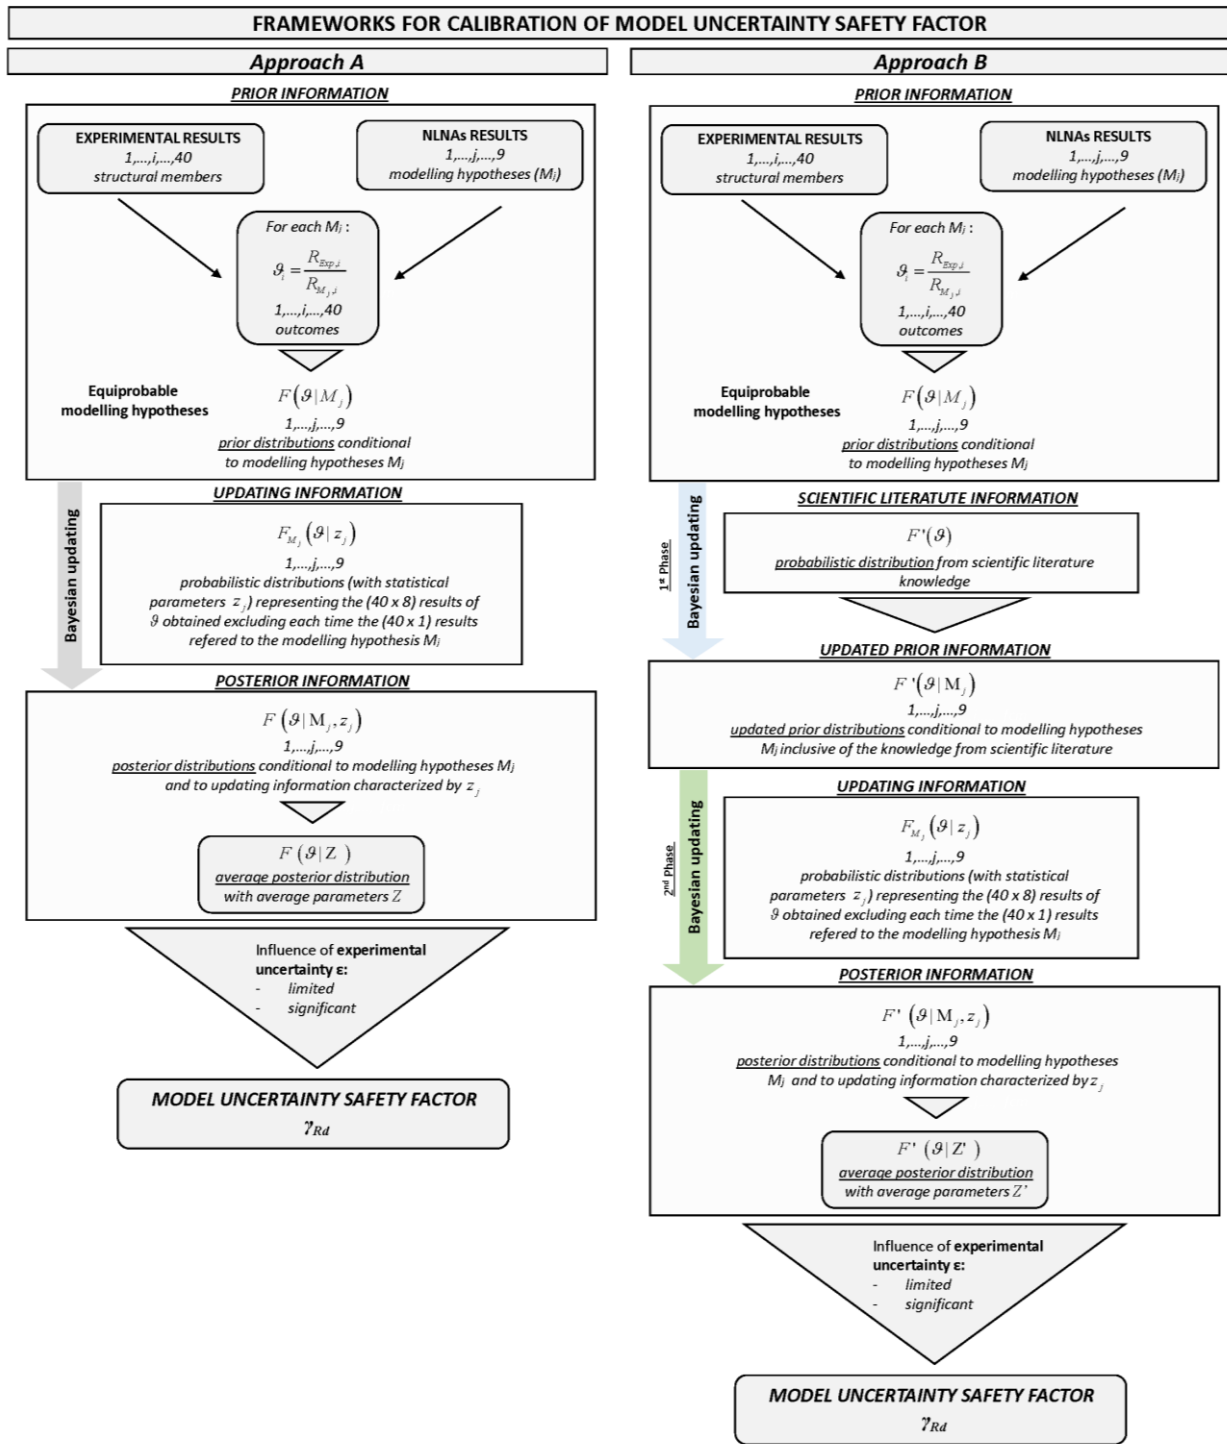 FRAMEWORKS FOR CALIBRATION OF MODEL UNCERTAINTY SAFETY FACTOR
Approach A
PRIOR INFORMATION
EXPERIMENTAL RESULTS
1,...,i,...,40
structural members
NLNAs RESULTS
1,...,j,...,9
modelling hypotheses (Mj)
For each Mj :
ϑi = RExp,i / RMj,i
1,...,i,...,40
outcomes
Equiprobable
modelling hypotheses
F(ϑ | Mj)
1,...,j,...,9
prior distributions conditional
to modelling hypotheses Mj
Bayesian updating
UPDATING INFORMATION
FMj(ϑ | zj)
1,...,j,...,9
probabilistic distributions (with statistical
parameters zj) representing the (40 x 8) results of
ϑ obtained excluding each time the (40 x 1) results
refered to the modelling hypothesis Mj
POSTERIOR INFORMATION
F (ϑ | Mj, zj)
1,...,j,...,9
posterior distributions conditional to modelling hypotheses Mj
and to updating information characterized by zj
F (ϑ | Z )
average posterior distribution
with average parameters Z
Influence of experimental
uncertainty ε:
- limited
- significant
MODEL UNCERTAINTY SAFETY FACTOR
γRd
Approach B
PRIOR INFORMATION
EXPERIMENTAL RESULTS
1,...,i,...,40
structural members
NLNAs RESULTS
1,...,j,...,9
modelling hypotheses (Mj)
For each Mj :
ϑi = RExp,i / RMj,i
1,...,i,...,40
outcomes
Equiprobable
modelling hypotheses
F(ϑ | Mj)
1,...,j,...,9
prior distributions conditional
to modelling hypotheses Mj
1st Phase
Bayesian updating
SCIENTIFIC LITERATUTE INFORMATION
F'(ϑ)
probabilistic distribution from scientific literature
knowledge
UPDATED PRIOR INFORMATION
F '(ϑ | Mj)
1,...,j,...,9
updated prior distributions conditional to modelling hypotheses
Mj inclusive of the knowledge from scientific literature
2nd Phase
Bayesian updating
UPDATING INFORMATION
FMj(ϑ | zj)
1,...,j,...,9
probabilistic distributions (with statistical
parameters zj) representing the (40 x 8) results of
ϑ obtained excluding each time the (40 x 1) results
refered to the modelling hypothesis Mj
POSTERIOR INFORMATION
F' (ϑ | Mj, zj)
1,...,j,...,9
posterior distributions conditional to modelling hypotheses
Mj and to updating information characterized by zj
F' (ϑ | Z' )
average posterior distribution
with average parameters Z'
Influence of experimental
uncertainty ε:
- limited
- significant
MODEL UNCERTAINTY SAFETY FACTOR
γRd